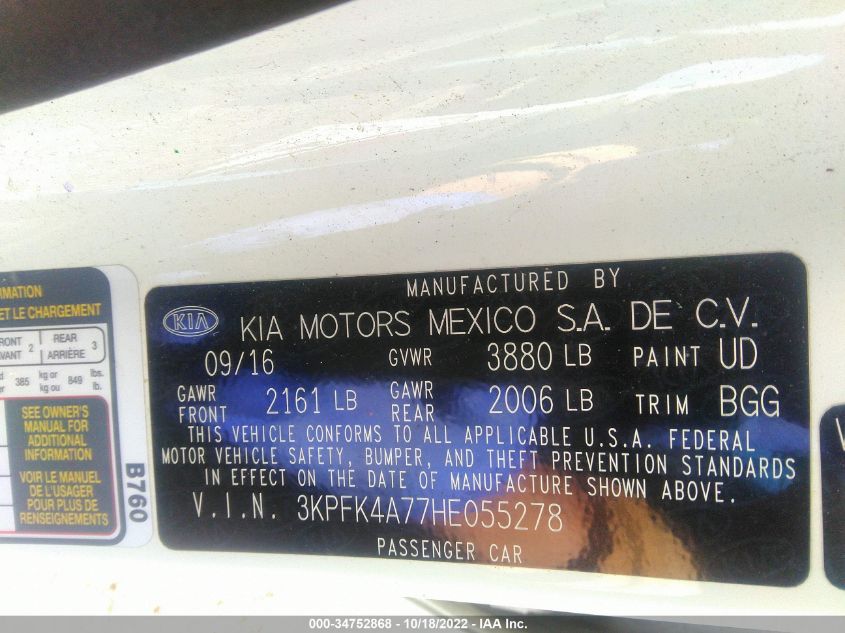 MATION
ET LE CHARGEMENT
FRONT 2 REAR 3
AVANT ARRIÈRE
385 kg or 849 lbs.
kg ou lb.
SEE OWNER'S
MANUAL FOR
ADDITIONAL
INFORMATION
VOIR LE MANUEL
DE L'USAGER
POUR PLUS DE
RENSEIGNEMENTS
B760
MANUFACTURED BY
KIA KIA MOTORS MEXICO S.A. DE C.V.
09/16 GVWR 3880 LB PAINT UD
GAWR FRONT 2161 LB GAWR REAR 2006 LB TRIM BGG
THIS VEHICLE CONFORMS TO ALL APPLICABLE U.S.A. FEDERAL
MOTOR VEHICLE SAFETY, BUMPER, AND THEFT PREVENTION STANDARDS
IN EFFECT ON THE DATE OF MANUFACTURE SHOWN ABOVE.
V.I.N. 3KPFK4A77HE055278
PASSENGER CAR
000-34752868 - 10/18/2022 - IAA Inc.